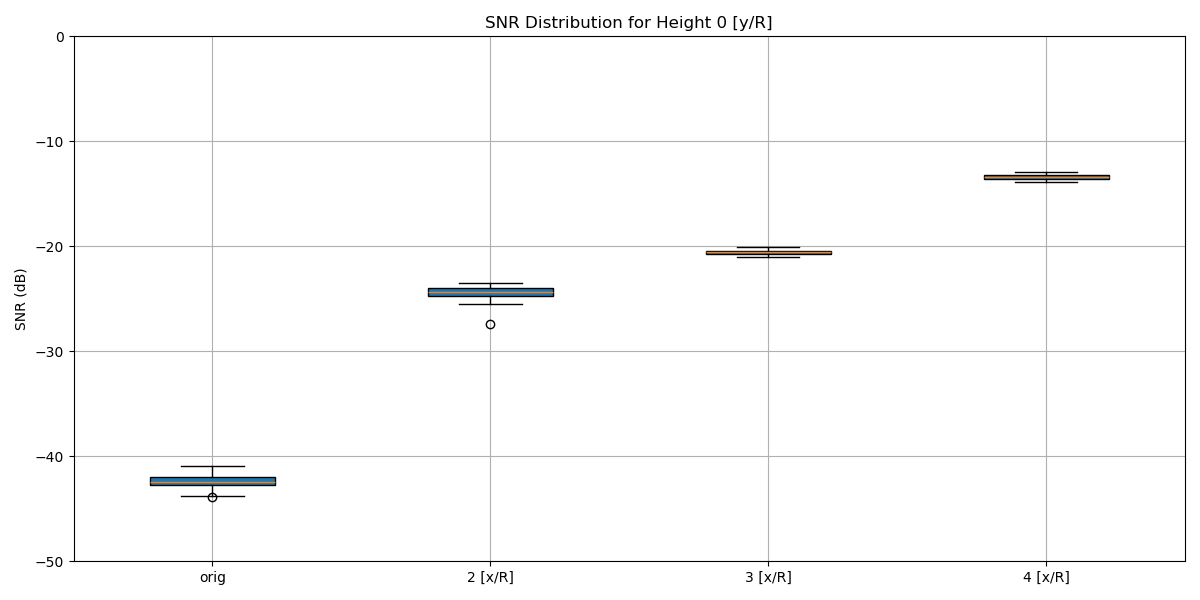 SNR Distribution for Height 0 [y/R]
0
−10
−20
−30
−40
−50
SNR (dB)
orig
2 [x/R]
3 [x/R]
4 [x/R]